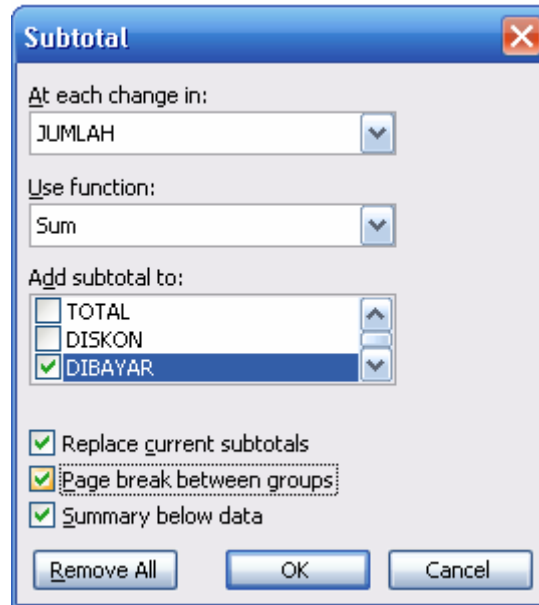 Subtotal
At each change in:
JUMLAH
Use function:
Sum
Add subtotal to:
TOTAL
DISKON
DIBAYAR
Replace current subtotals
Page break between groups
Summary below data
Remove All OK Cancel